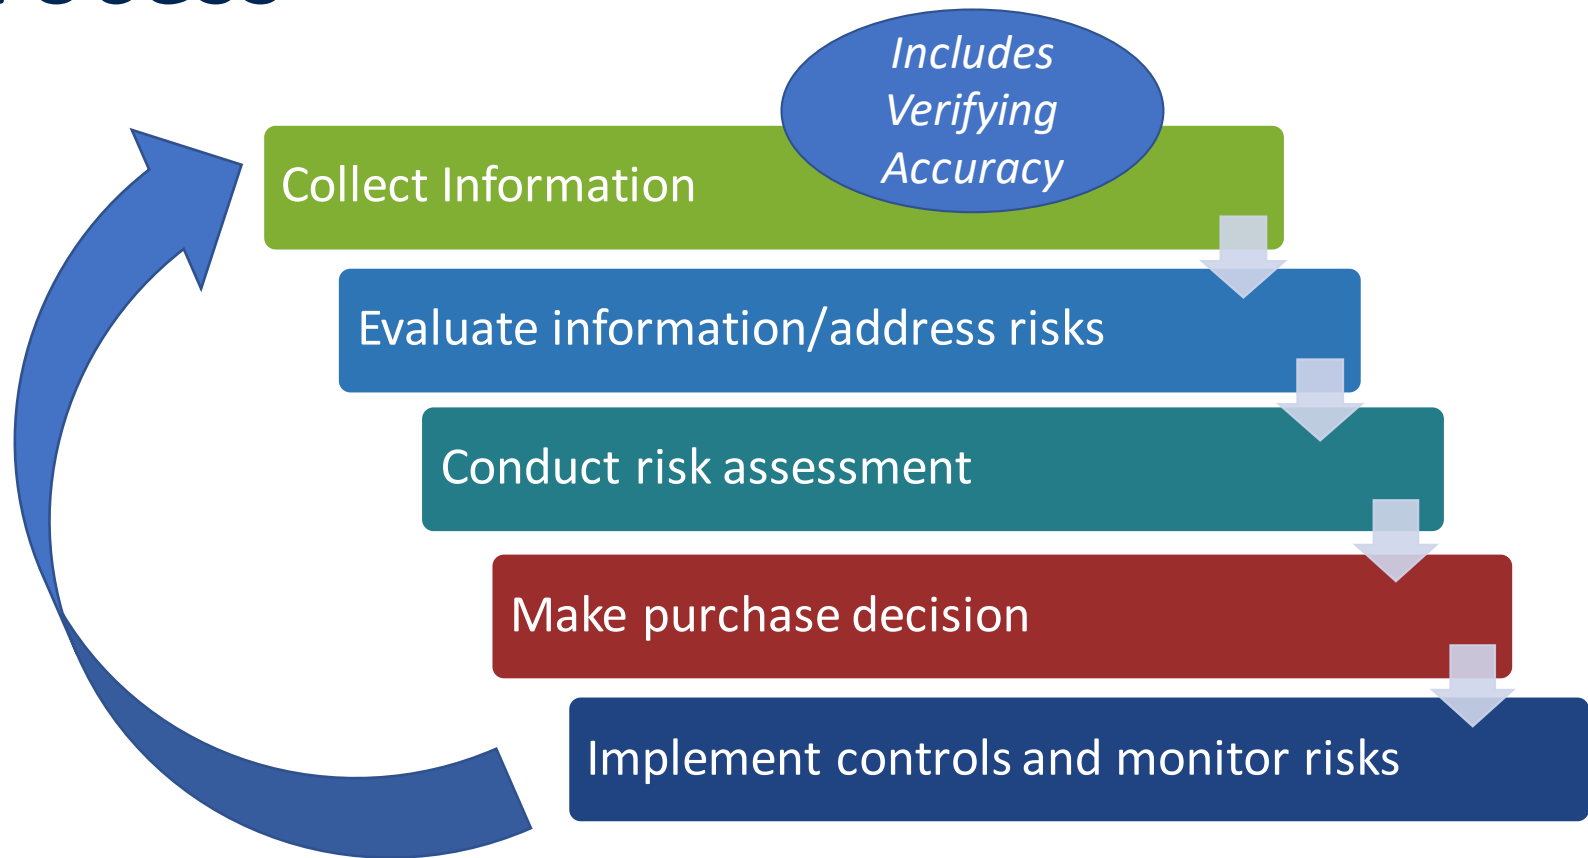 Includes
Verifying
Accuracy
Collect Information
Evaluate information/address risks
Conduct risk assessment
Make purchase decision
Implement controls and monitor risks